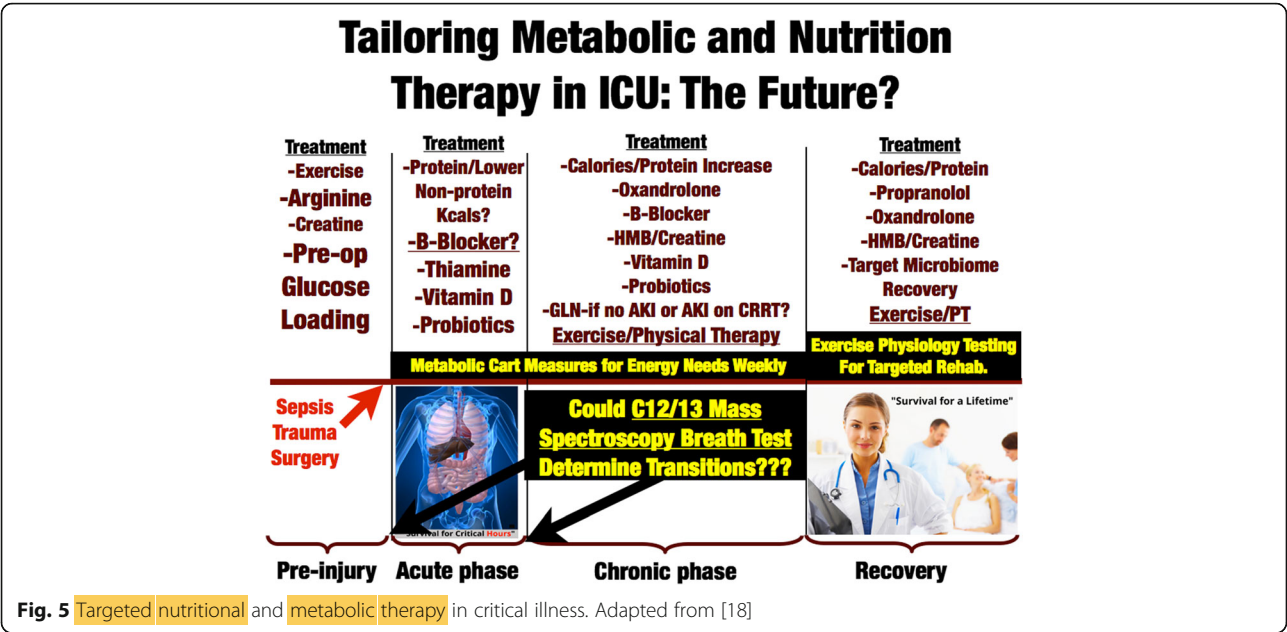 Tailoring Metabolic and Nutrition
Therapy in ICU: The Future?
Treatment
-Exercise
-Arginine
-Creatine
-Pre-op
Glucose
Loading
Treatment
-Protein/Lower
Non-protein
Kcals?
-B-Blocker?
-Thiamine
-Vitamin D
-Probiotics
Treatment
-Calories/Protein Increase
-Oxandrolone
-B-Blocker
-HMB/Creatine
-Vitamin D
-Probiotics
-GLN-if no AKI or AKI on CRRT?
Exercise/Physical Therapy
Treatment
-Calories/Protein
-Propranolol
-Oxandrolone
-HMB/Creatine
-Target Microbiome
Recovery
Exercise/PT
Metabolic Cart Measures for Energy Needs Weekly
Exercise Physiology Testing
For Targeted Rehab.
Sepsis
Trauma
Surgery
"Survival for Critical Hours"
Could C12/13 Mass
Spectroscopy Breath Test
Determine Transitions???
"Survival for a Lifetime"
Pre-injury
Acute phase
Chronic phase
Recovery
Fig. 5 Targeted nutritional and metabolic therapy in critical illness. Adapted from [18]